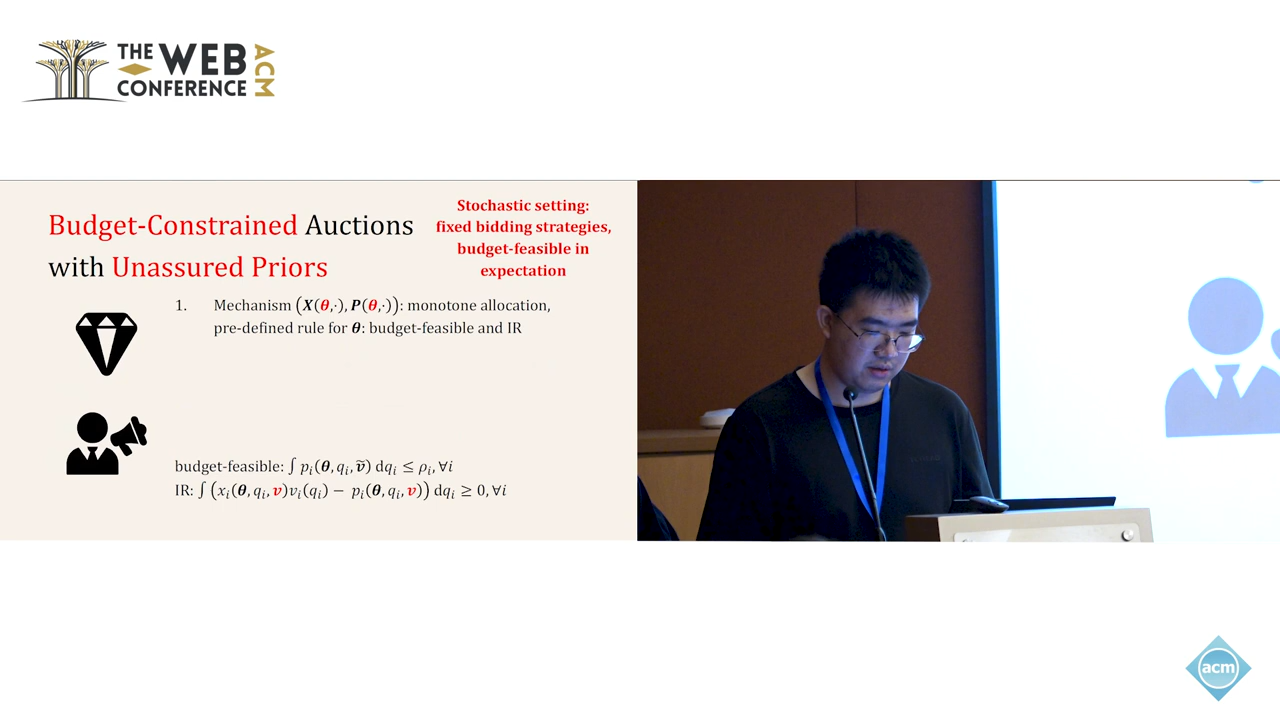 THE WEB CONFERENCE ACM
Budget-Constrained Auctions
with Unassured Priors
Stochastic setting:
fixed bidding strategies,
budget-feasible in
expectation
1. Mechanism (X(θ,·), P(θ,·)): monotone allocation,
pre-defined rule for θ: budget-feasible and IR
budget-feasible: ∫ pᵢ(θ, qᵢ, ṽ) dqᵢ ≤ ρᵢ, ∀i
IR: ∫ (xᵢ(θ, qᵢ, v)vᵢ(qᵢ) − pᵢ(θ, qᵢ, v)) dqᵢ ≥ 0, ∀i
acm